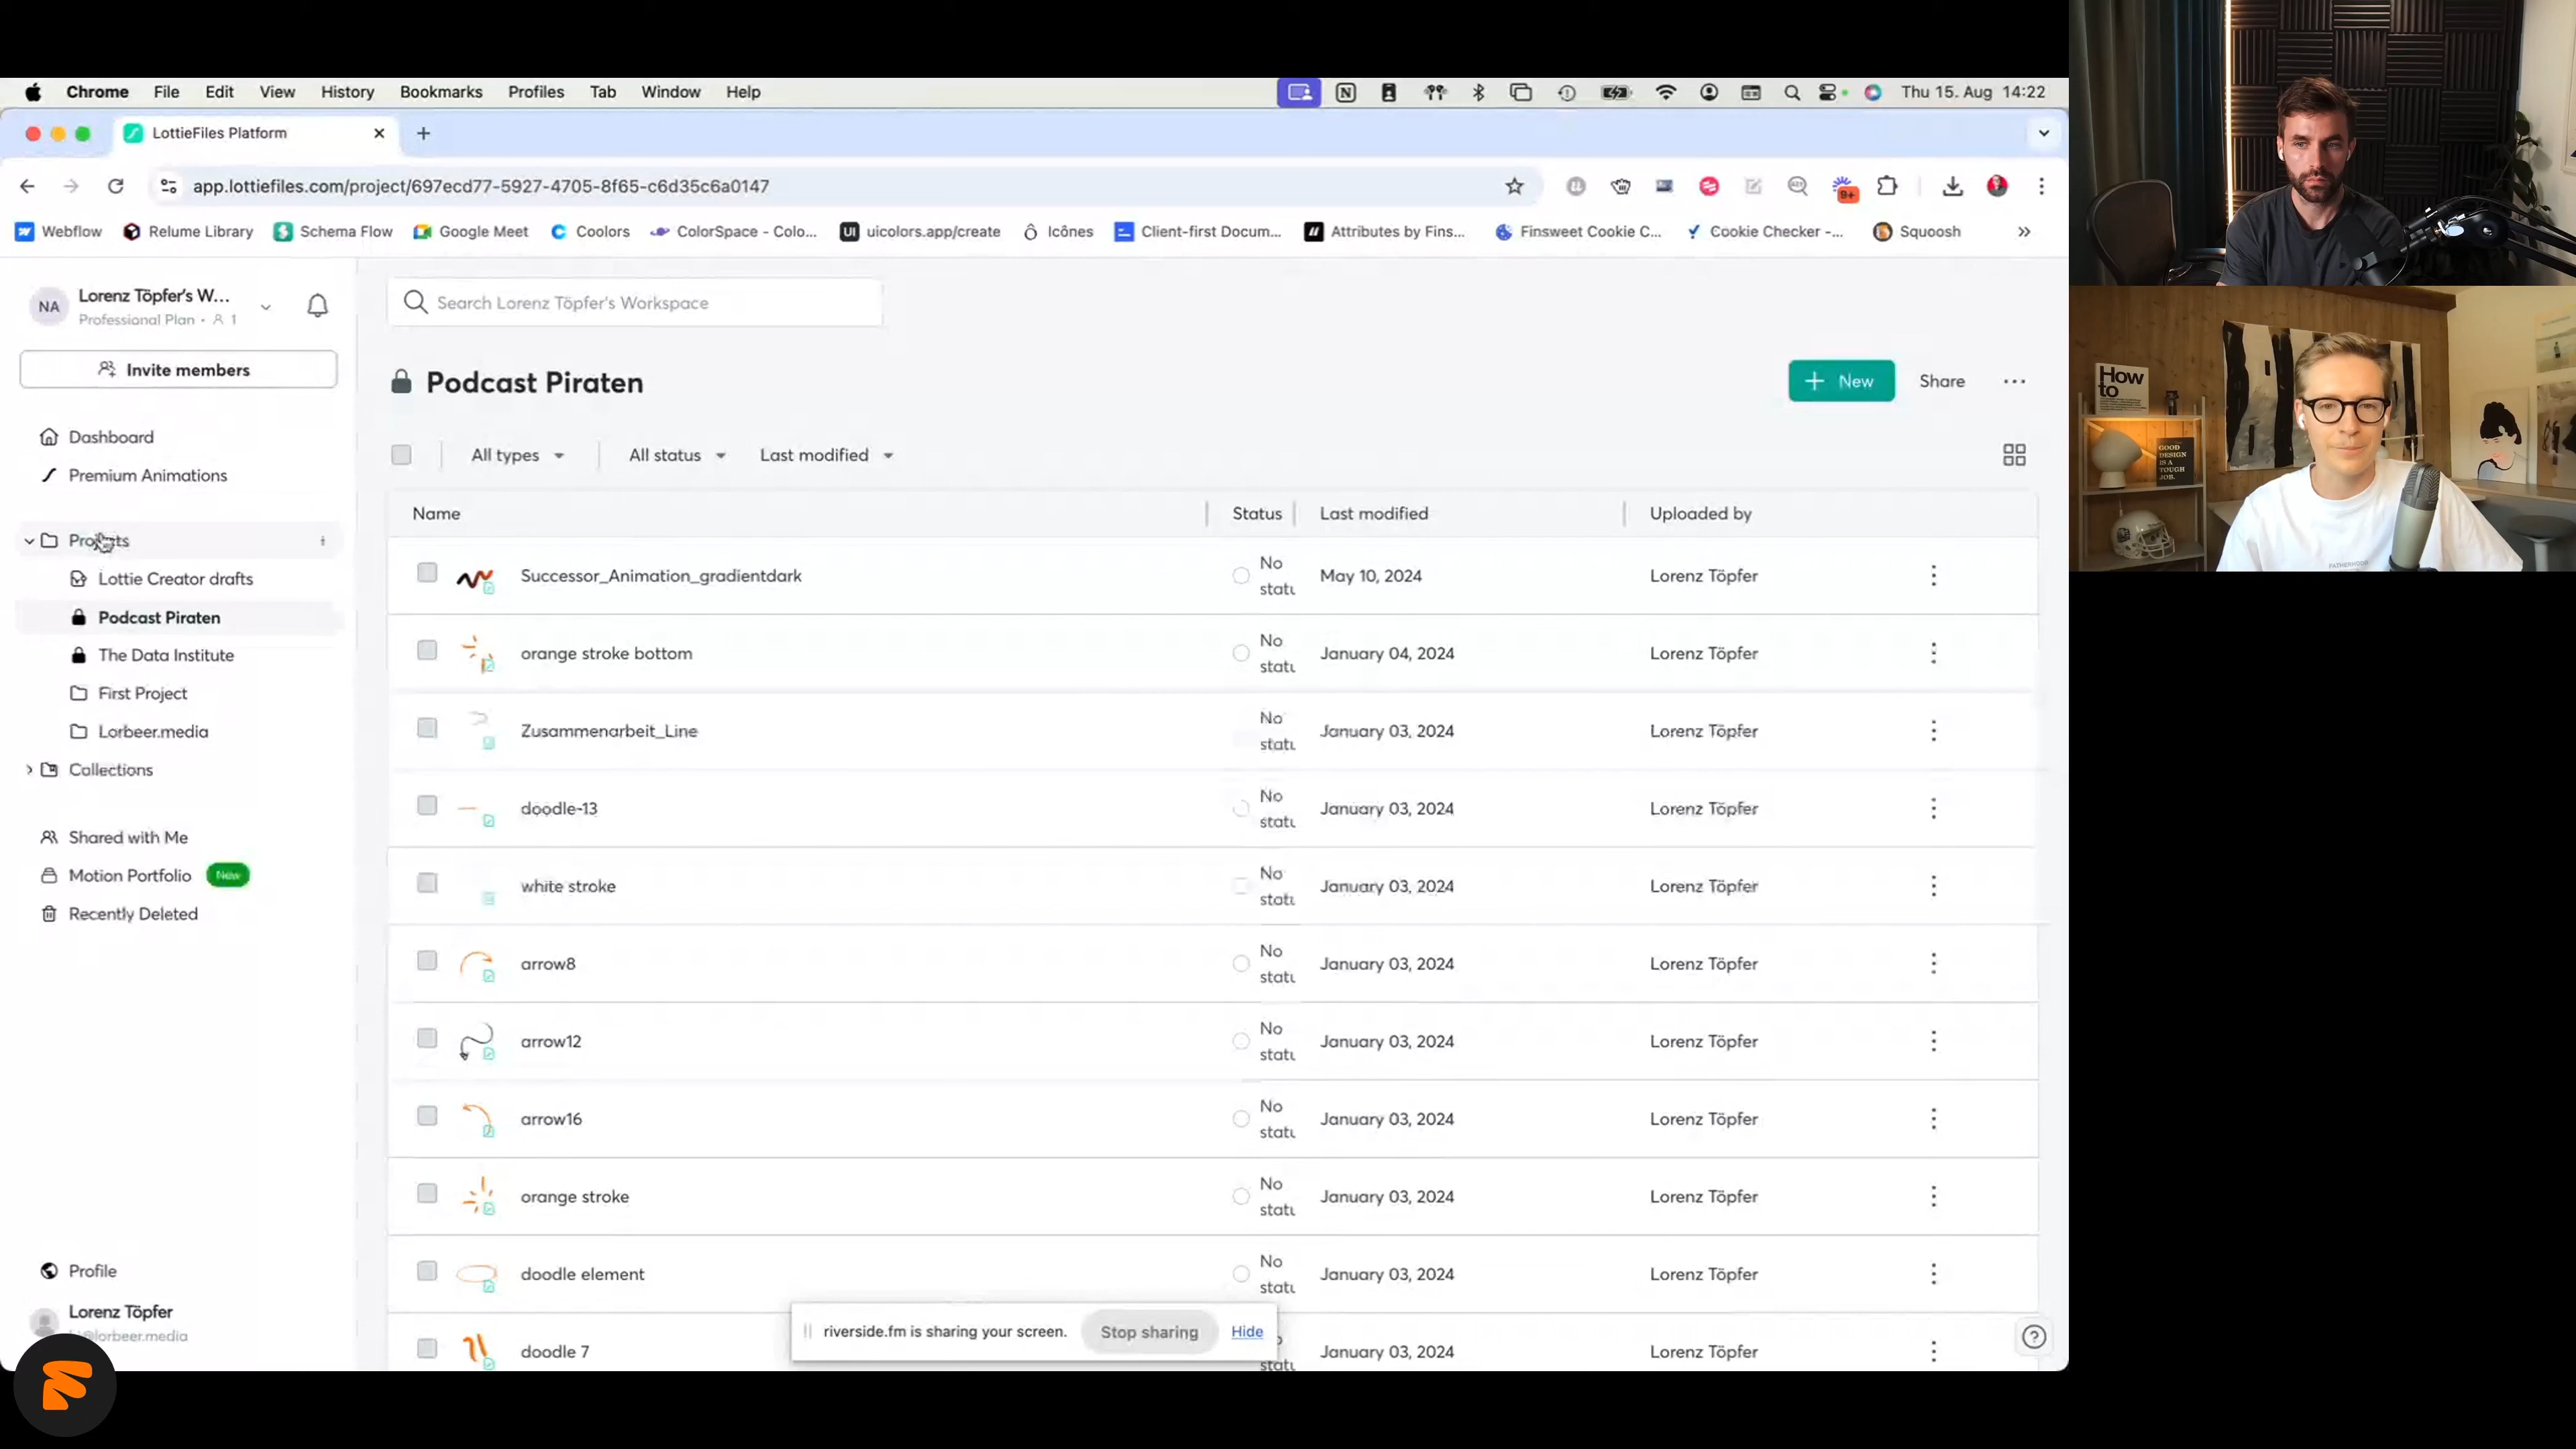 Chrome File Edit View History Bookmarks Profiles Tab Window Help Thu 15. Aug 14:22
LottieFiles Platform
app.lottiefiles.com/project/697ecd77-5927-4705-8f65-c6d35c6a0147
9+
Webflow Relume Library Schema Flow Google Meet Coolors ColorSpace - Colo... UI uicolors.app/create Icônes Client-first Docum... Attributes by Fins... Finsweet Cookie C... Cookie Checker -... Squoosh
NA Lorenz Töpfer's W...
Professional Plan • 1
Invite members
Dashboard
Premium Animations
Projects
Lottie Creator drafts
Podcast Piraten
The Data Institute
First Project
Lorbeer.media
Collections
Shared with Me
Motion Portfolio New
Recently Deleted
Profile
Lorenz Töpfer
@lorbeer.media
Search Lorenz Töpfer's Workspace
Podcast Piraten
+ New Share
All types All status Last modified
Name Status Last modified Uploaded by
Successor_Animation_gradientdark No statu May 10, 2024 Lorenz Töpfer
orange stroke bottom No statu January 04, 2024 Lorenz Töpfer
Zusammenarbeit_Line No statu January 03, 2024 Lorenz Töpfer
doodle-13 No statu January 03, 2024 Lorenz Töpfer
white stroke No statu January 03, 2024 Lorenz Töpfer
arrow8 No statu January 03, 2024 Lorenz Töpfer
arrow12 No statu January 03, 2024 Lorenz Töpfer
arrow16 No statu January 03, 2024 Lorenz Töpfer
orange stroke No statu January 03, 2024 Lorenz Töpfer
doodle element No statu January 03, 2024 Lorenz Töpfer
doodle 7 statu January 03, 2024 Lorenz Töpfer
riverside.fm is sharing your screen. Stop sharing Hide
How
to
GOOD
DESIGN
IS A
TOUGH
JOB.
FATHERHOOD